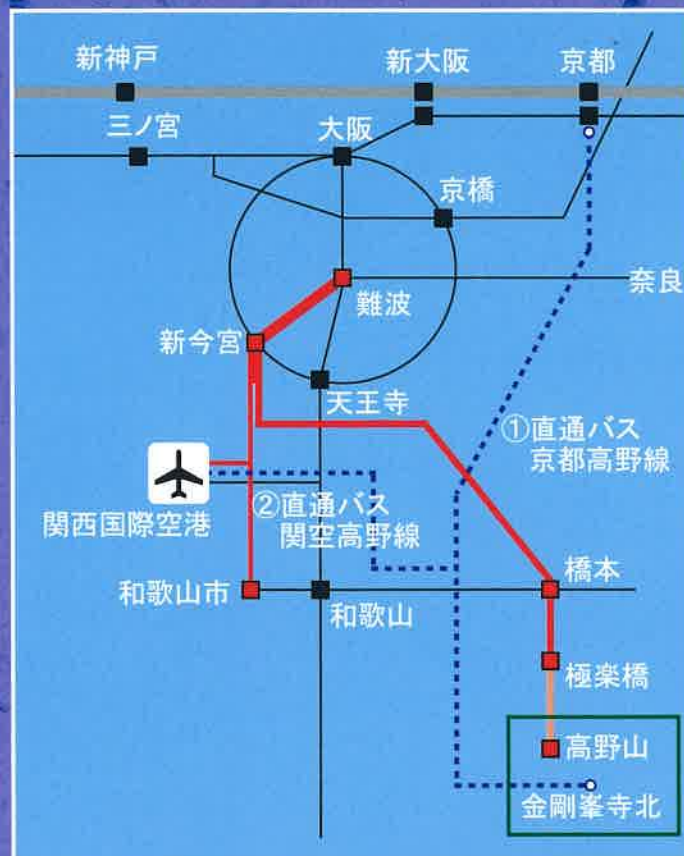 新神戸
新大阪
京都
三ノ宮
大阪
京橋
難波
奈良
新今宮
天王寺
①直通バス
京都高野線
関西国際空港
②直通バス
関空高野線
和歌山市
和歌山
橋本
極楽橋
高野山
金剛峯寺北